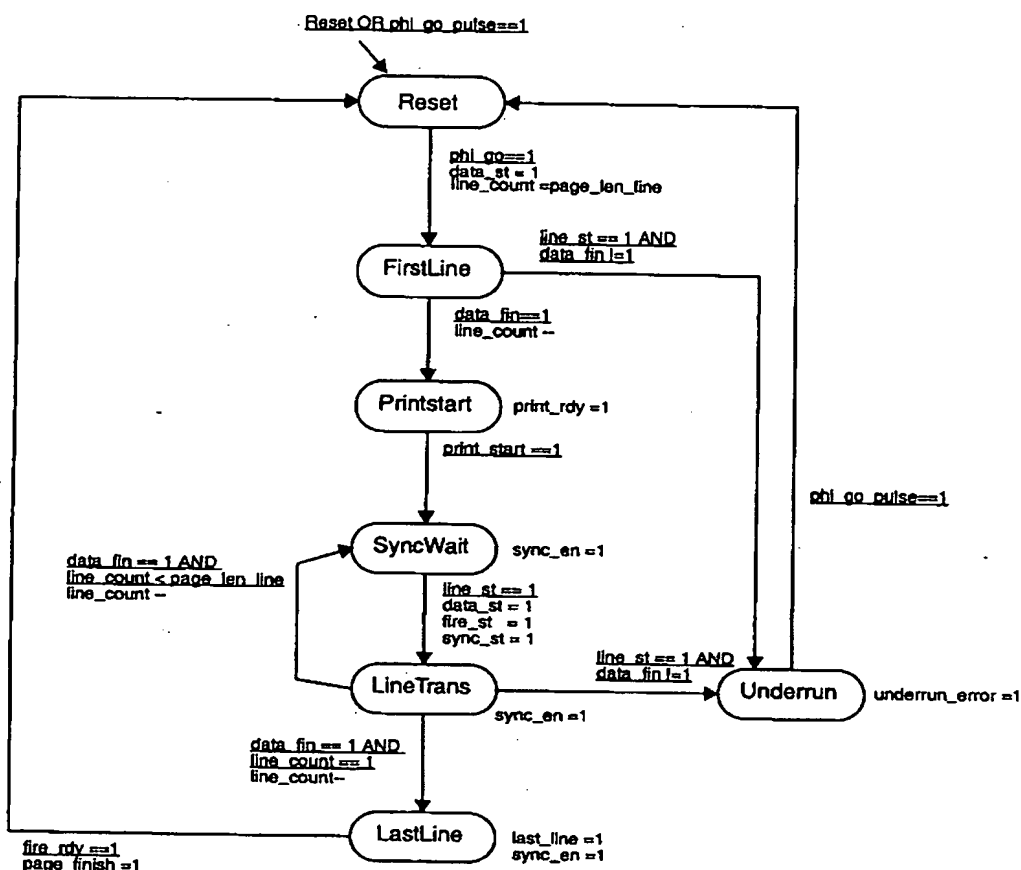 Reset OR phi_go_pulse==1
Reset
phi_go==1
data_st = 1
line_count =page_len_line
FirstLine
line_st == 1 AND
data_fin !=1
data_fin==1
line_count --
Printstart
print_rdy =1
print_start ==1
phi_go_pulse==1
SyncWait
sync_en =1
data_fin == 1 AND
line_count < page_len_line
line_count --
line_st == 1
data_st = 1
fire_st = 1
sync_st = 1
LineTrans
sync_en =1
line_st == 1 AND
data_fin !=1
Underrun
underrun_error =1
data_fin == 1 AND
line_count == 1
line_count--
LastLine
last_line =1
sync_en =1
fire_rdy ==1
page_finish =1